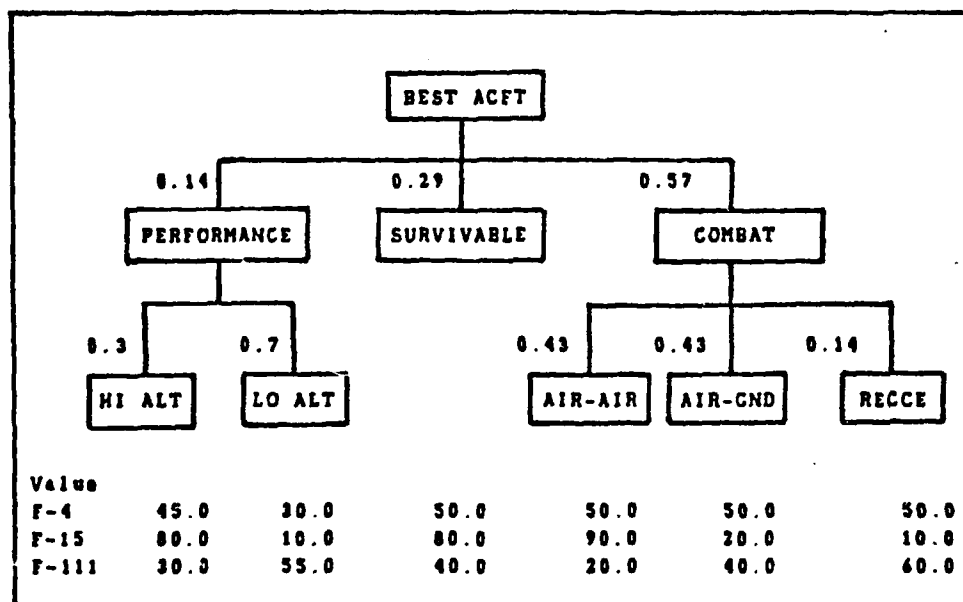 BEST ACFT
0.14 0.29 0.57
PERFORMANCE SURVIVABLE COMBAT
0.3 0.7 0.43 0.43 0.14
HI ALT LO ALT AIR-AIR AIR-GND RECCE
Value
F-4 45.0 30.0 50.0 50.0 50.0 50.0
F-15 80.0 10.0 80.0 90.0 20.0 10.0
F-111 30.0 55.0 40.0 20.0 40.0 60.0